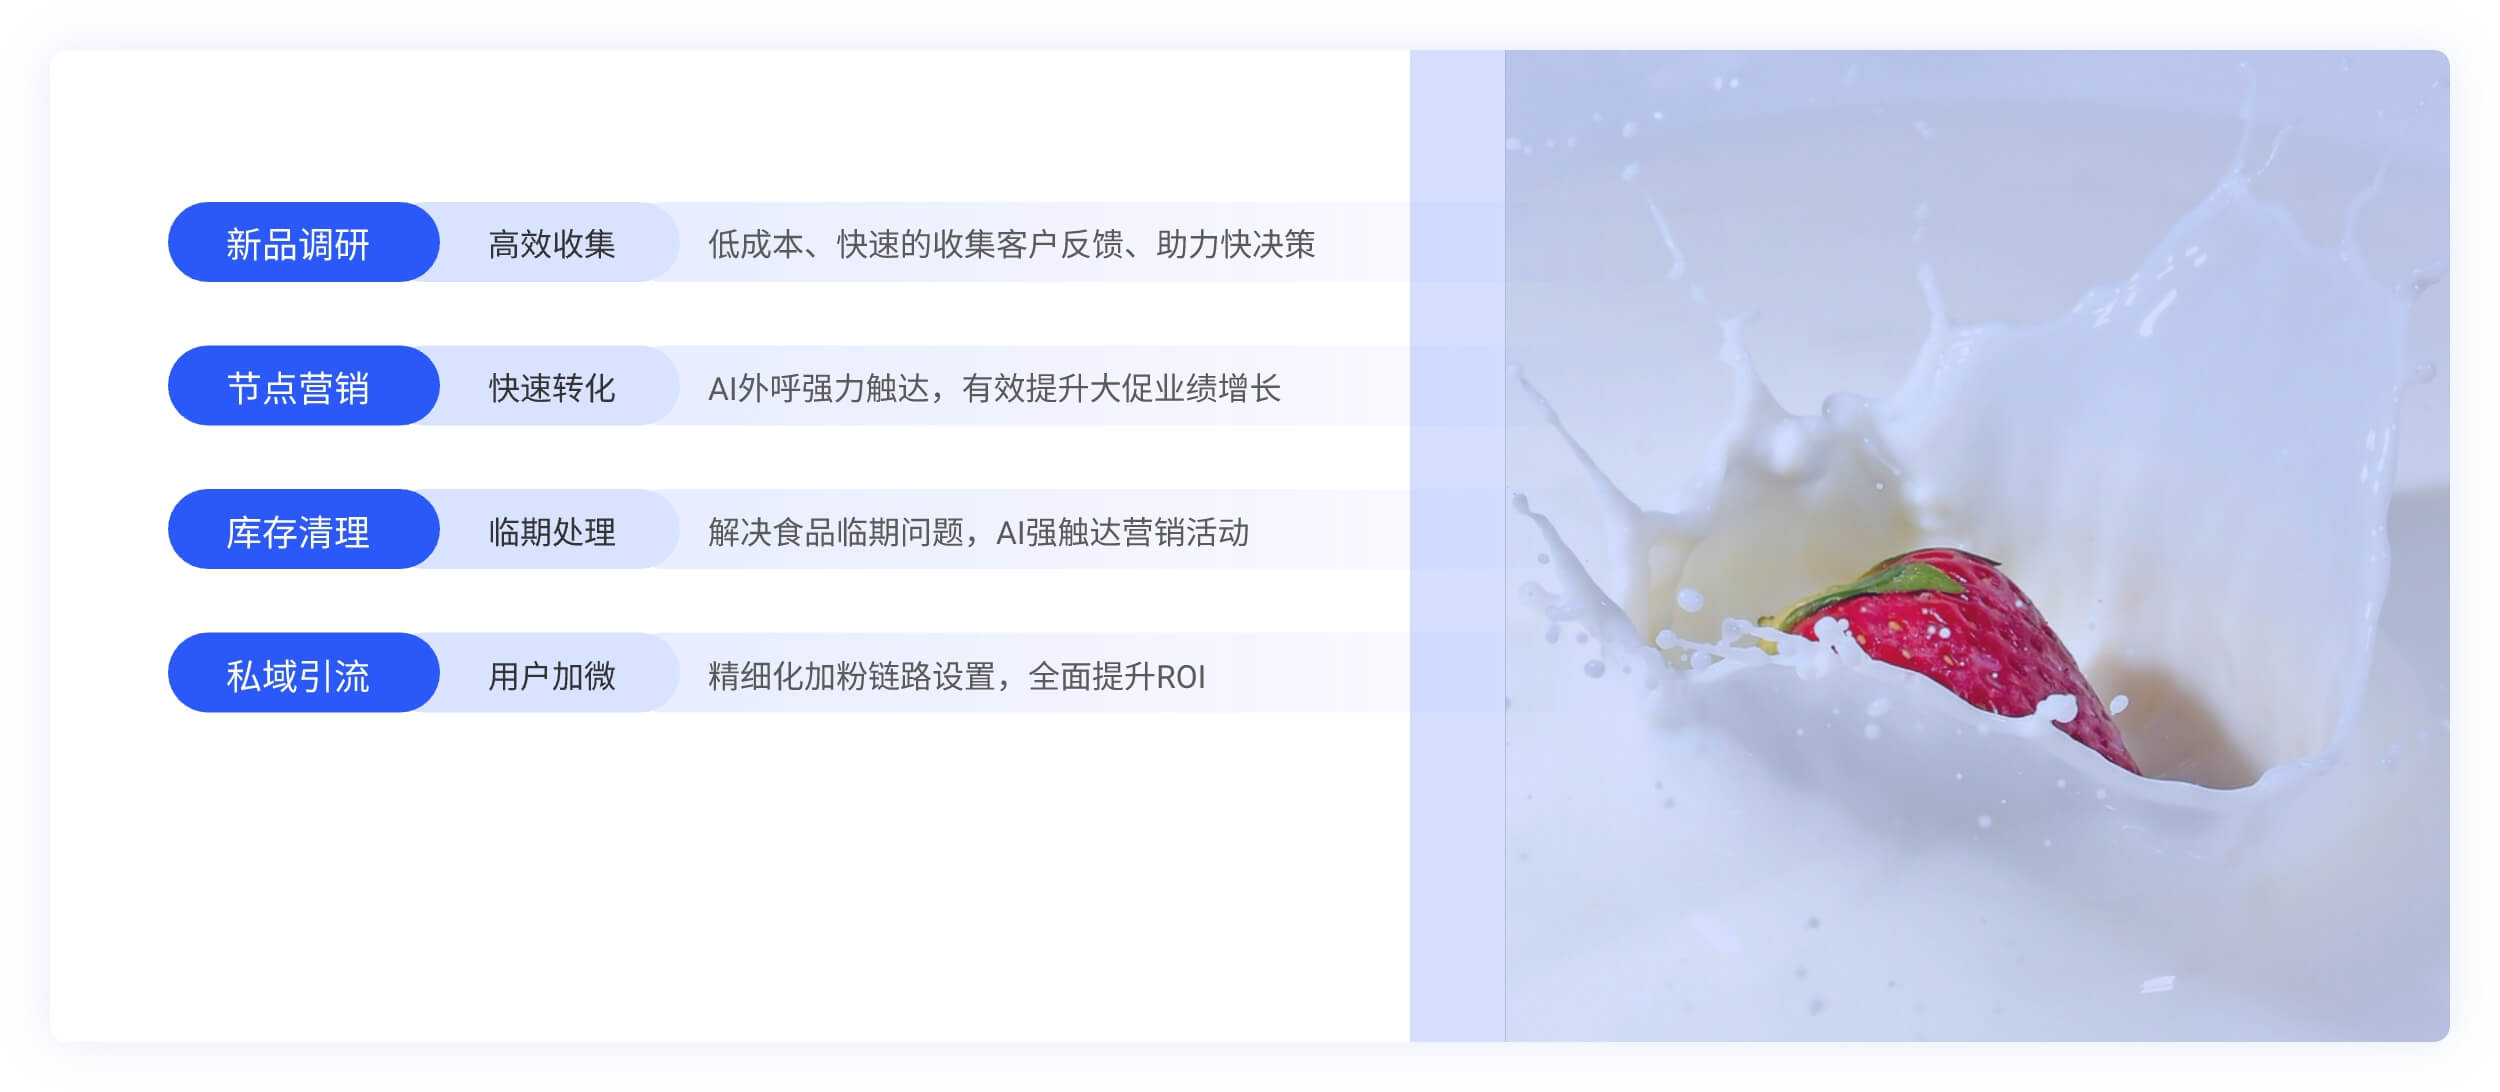 新品调研 高效收集 低成本、快速的收集客户反馈、助力快决策
节点营销 快速转化 AI外呼强力触达，有效提升大促业绩增长
库存清理 临期处理 解决食品临期问题，AI强触达营销活动
私域引流 用户加微 精细化加粉链路设置，全面提升ROI